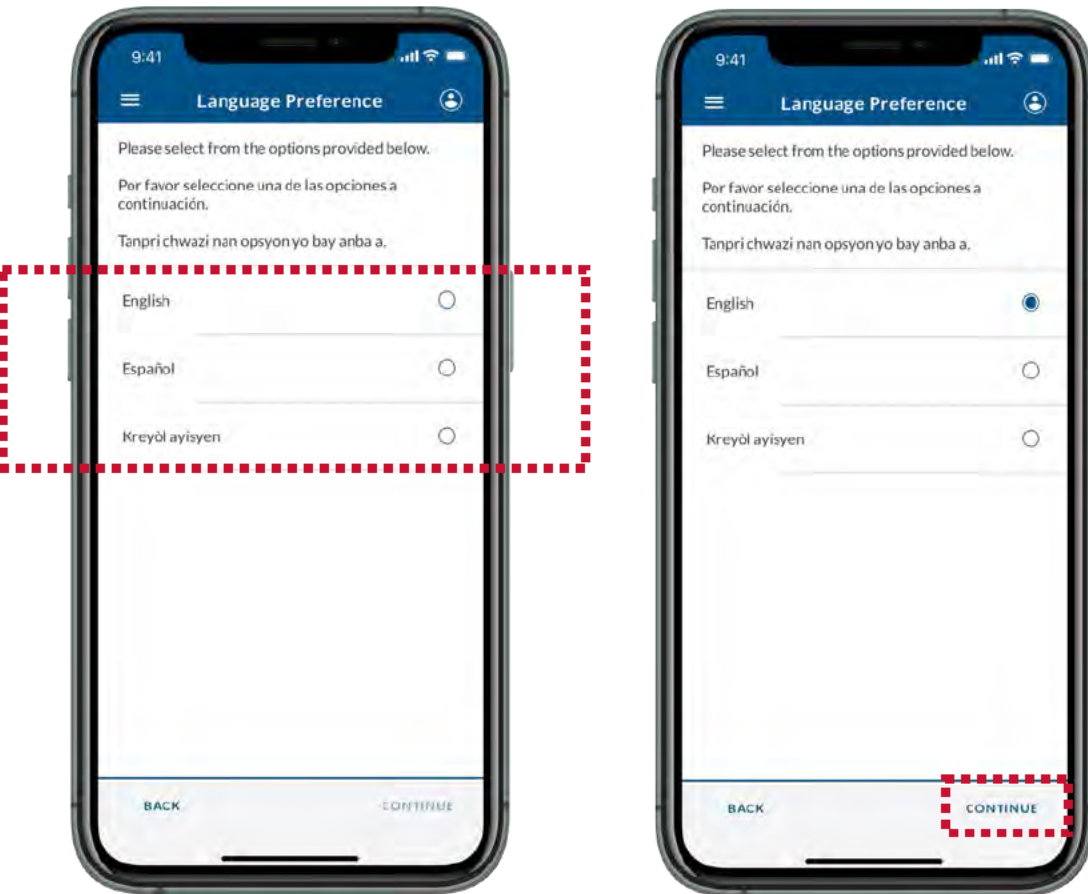 9:41
Language Preference
Please select from the options provided below.
Por favor seleccione una de las opciones a
continuación.
Tanpri chwazi nan opsyon yo bay anba a.
English
Español
Kreyòl ayisyen
BACK
CONTINUE
9:41
Language Preference
Please select from the options provided below.
Por favor seleccione una de las opciones a
continuación.
Tanpri chwazi nan opsyon yo bay anba a.
English
Español
Kreyòl ayisyen
BACK
CONTINUE